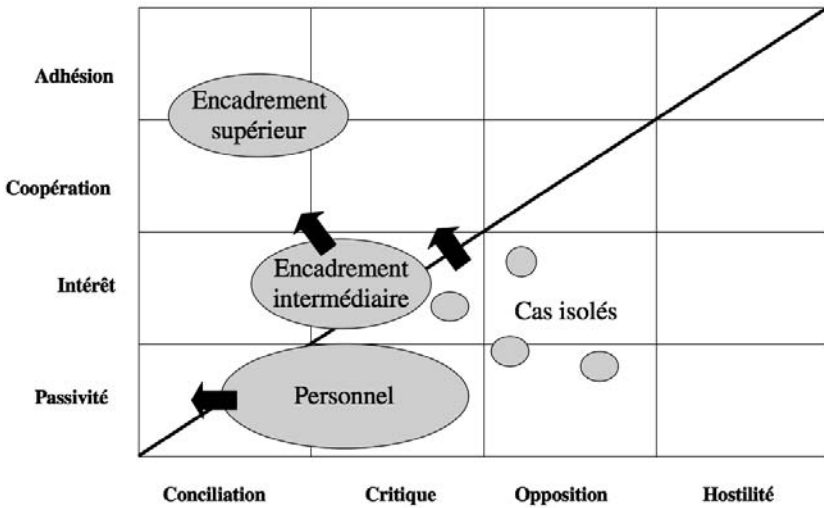 Adhésion
Encadrement
supérieur
Coopération
Encadrement
Intérêt
intermédiaire
Cas isolés
Passivité
Personnel
Conciliation
Critique
Opposition
Hostilité